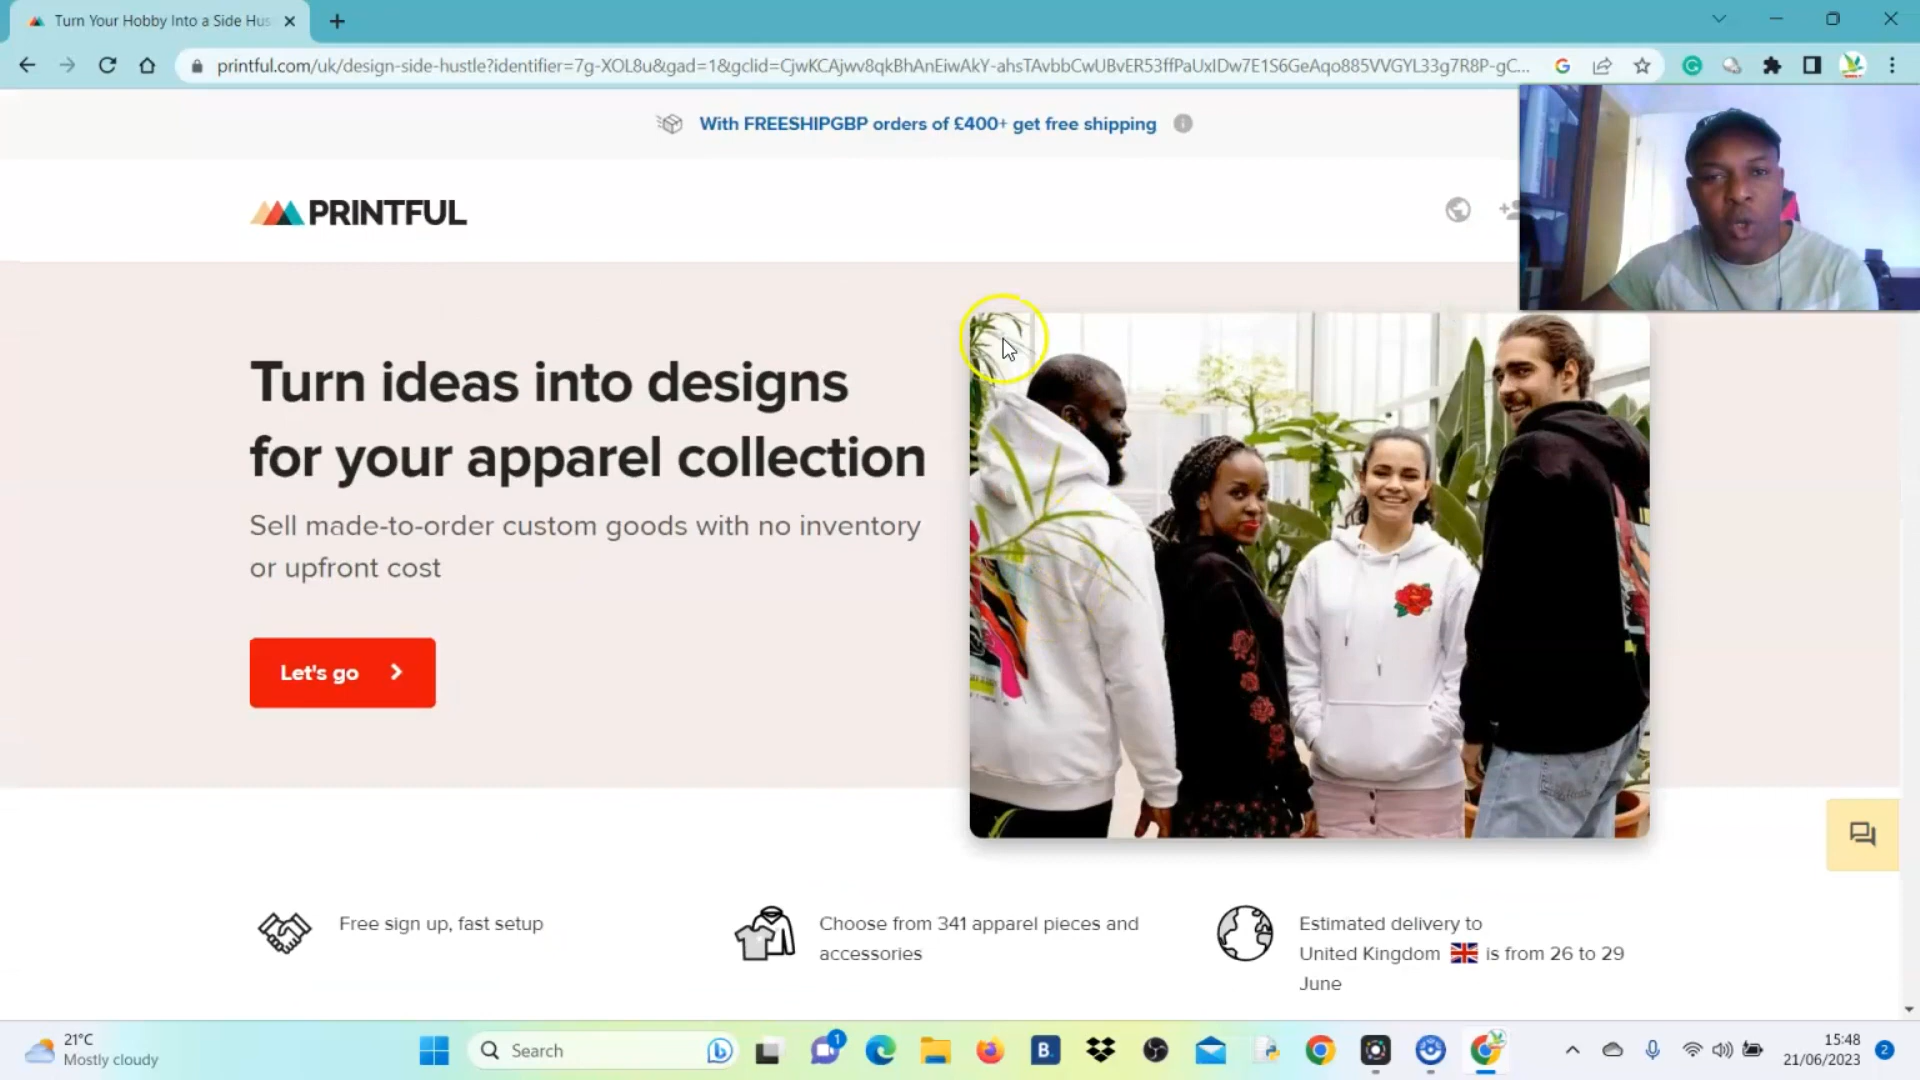 Turn Your Hobby Into a Side Hus
printful.com/uk/design-side-hustle?identifier=7g-XOL8u&gad=1&gclid=CjwKCAjwv8qkBhAnEiwAkY-ahsTAvbbCwUBvER53ffPaUxIDw7E1S6GeAqo885VVGYL33g7R8P-gC...
With FREESHIPGBP orders of £400+ get free shipping
PRINTFUL
Turn ideas into designs
for your apparel collection
Sell made-to-order custom goods with no inventory
or upfront cost
Let's go
Free sign up, fast setup
Choose from 341 apparel pieces and
accessories
Estimated delivery to
United Kingdom is from 26 to 29
June
21°C
Mostly cloudy
Search
1
B.
15:48
21/06/2023
2